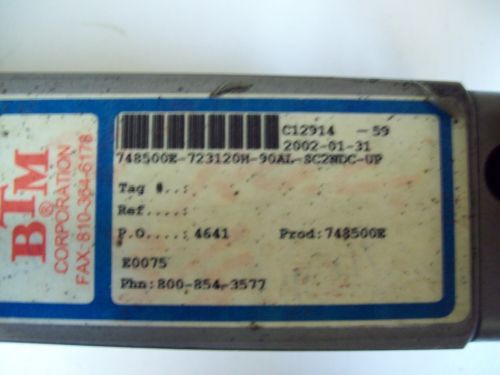 BTM
®
CORPORATION
FAX 810-364-6178
C12914 -59
2002-01-31
748500E-723120H-90AL-SC2NDC-UP
Tag #..:
Ref....:
P.O....: 4641 Prod:748500E
E0075
Phn:800-854-3577